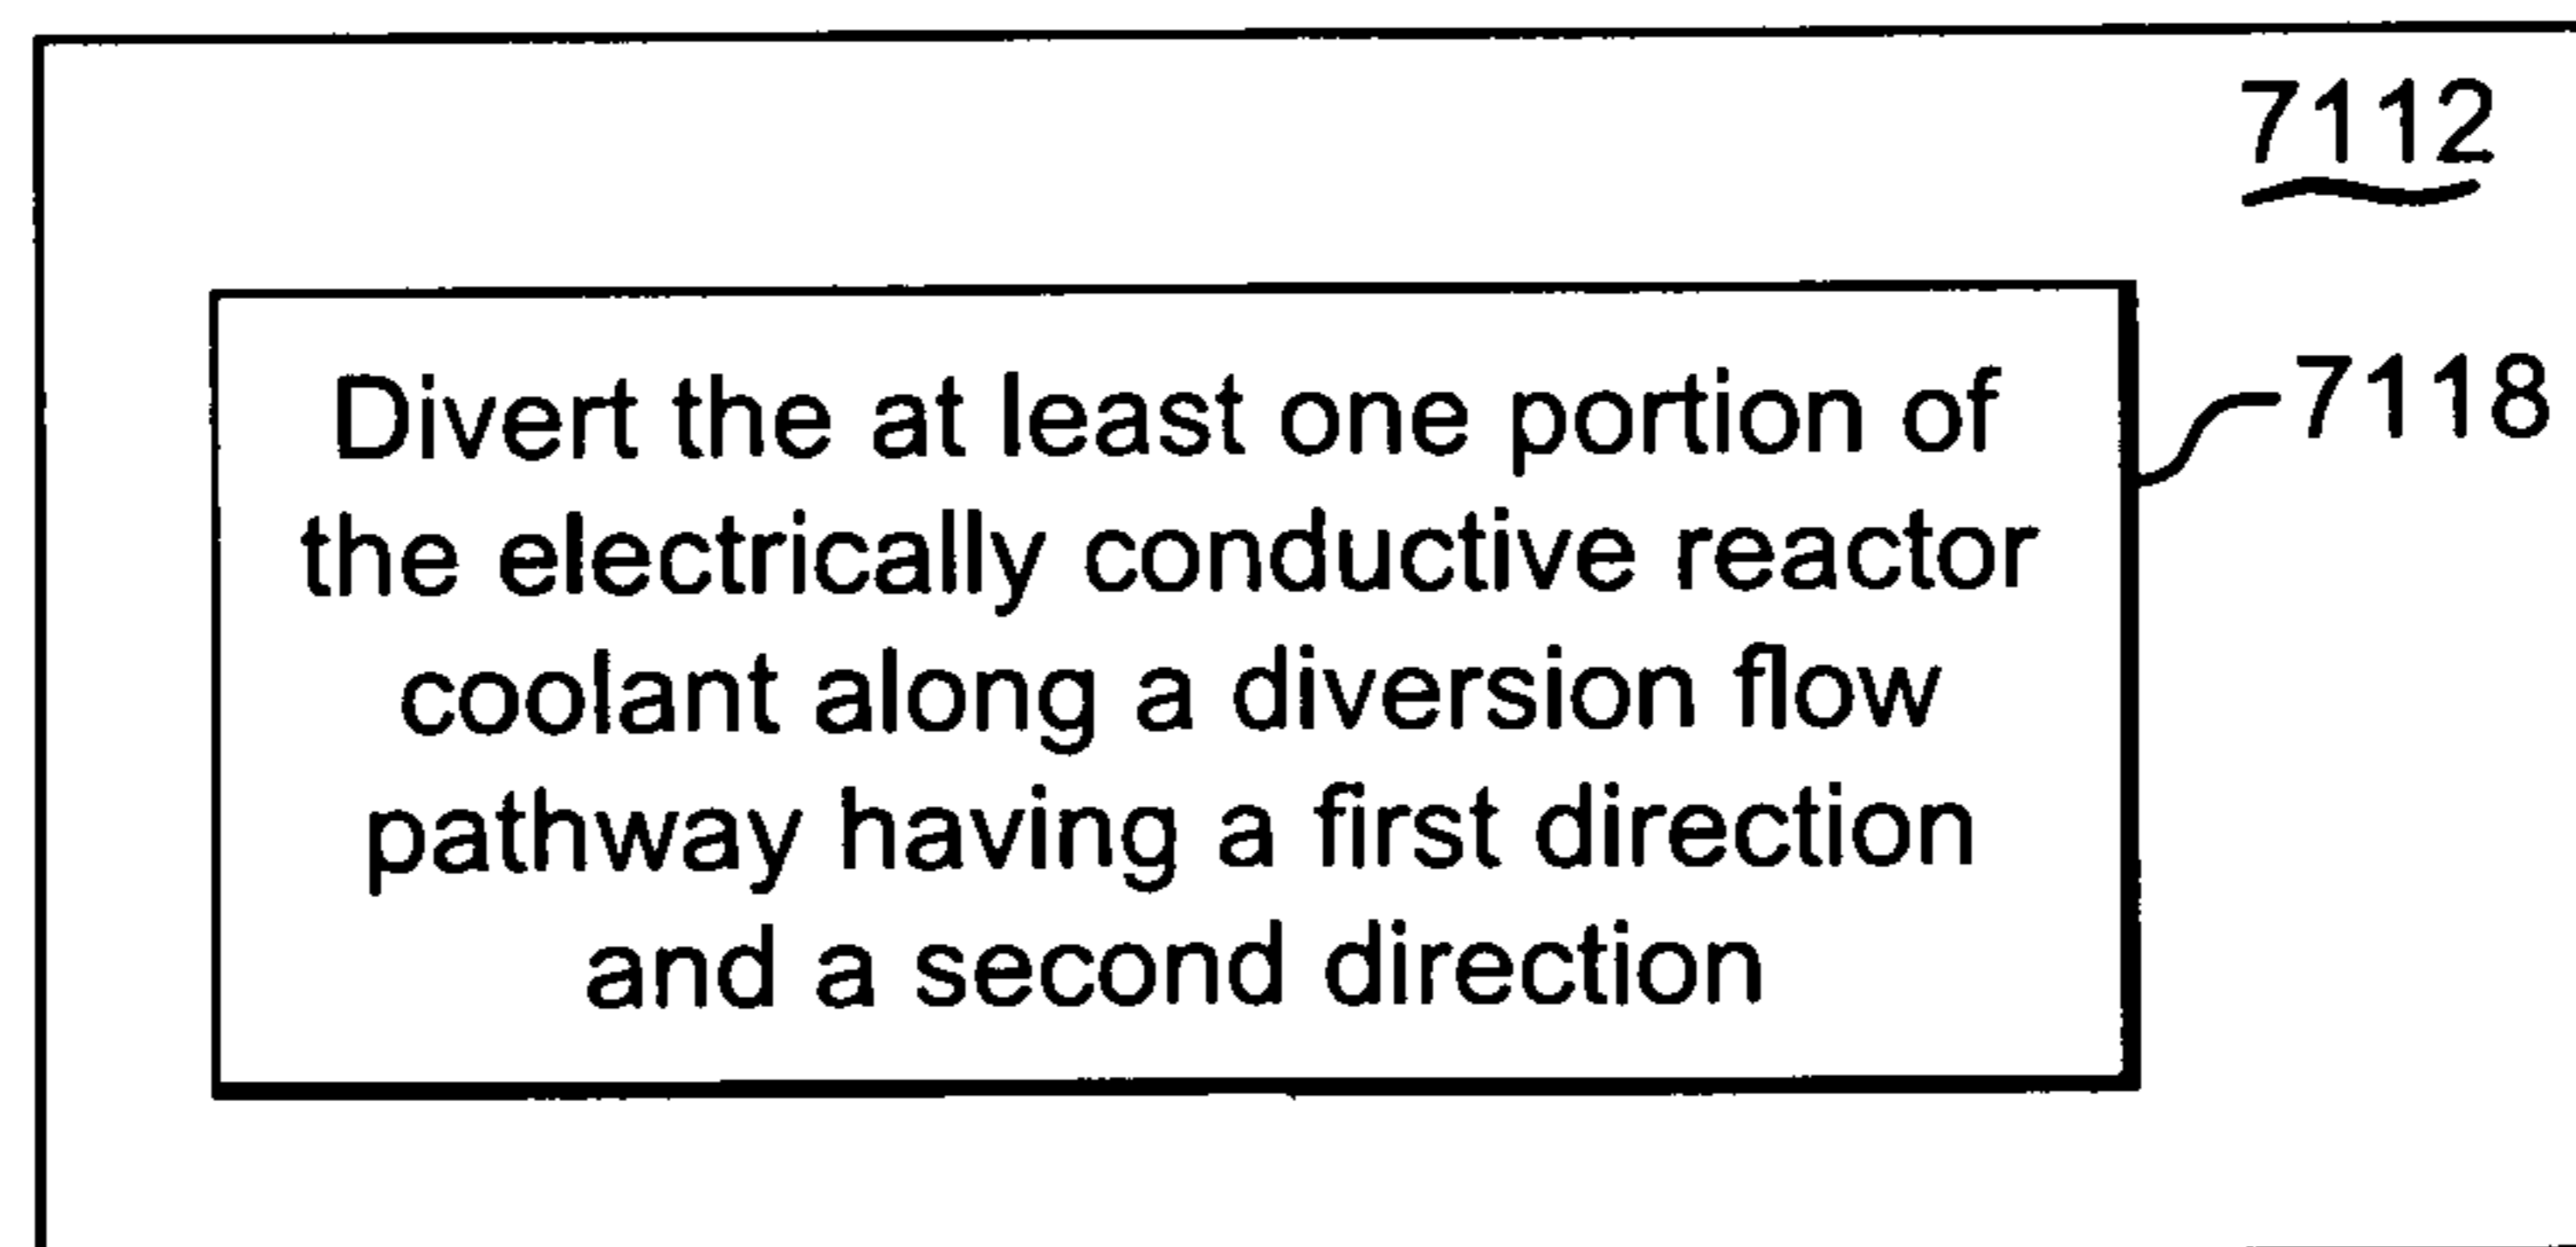 7112
Divert the at least one portion of
the electrically conductive reactor
coolant along a diversion flow
pathway having a first direction
and a second direction
7118